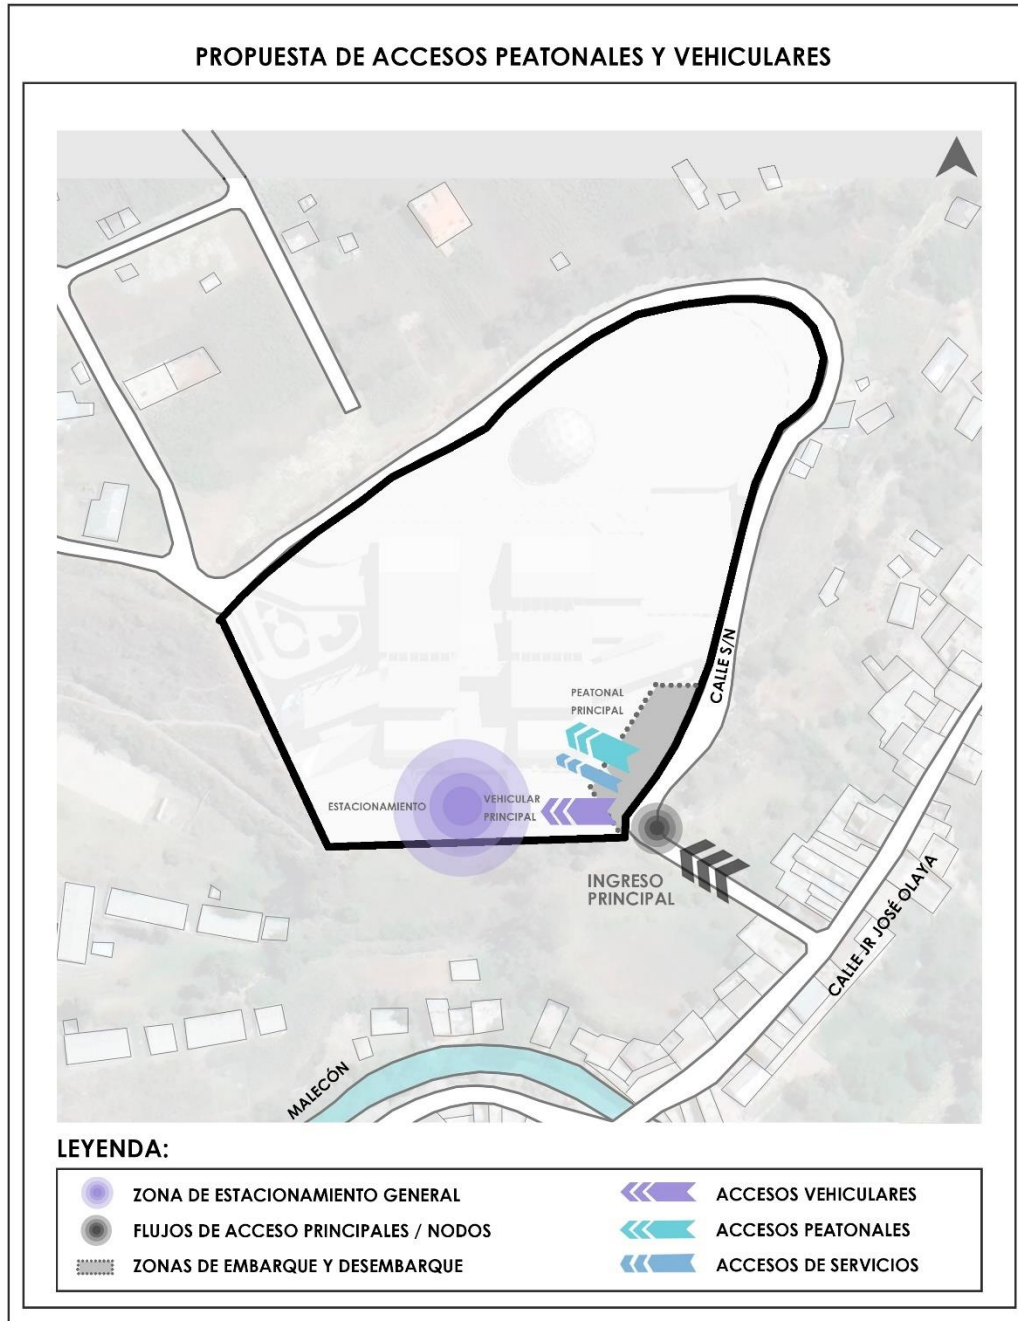 PROPUESTA DE ACCESOS PEATONALES Y VEHICULARES
CALLE S/N
PEATONAL
PRINCIPAL
ESTACIONAMIENTO
VEHICULAR
PRINCIPAL
INGRESO
PRINCIPAL
CALLE JR JOSÉ OLAYA
MALECÓN
LEYENDA:
ZONA DE ESTACIONAMIENTO GENERAL
FLUJOS DE ACCESO PRINCIPALES / NODOS
ZONAS DE EMBARQUE Y DESEMBARQUE
ACCESOS VEHICULARES
ACCESOS PEATONALES
ACCESOS DE SERVICIOS